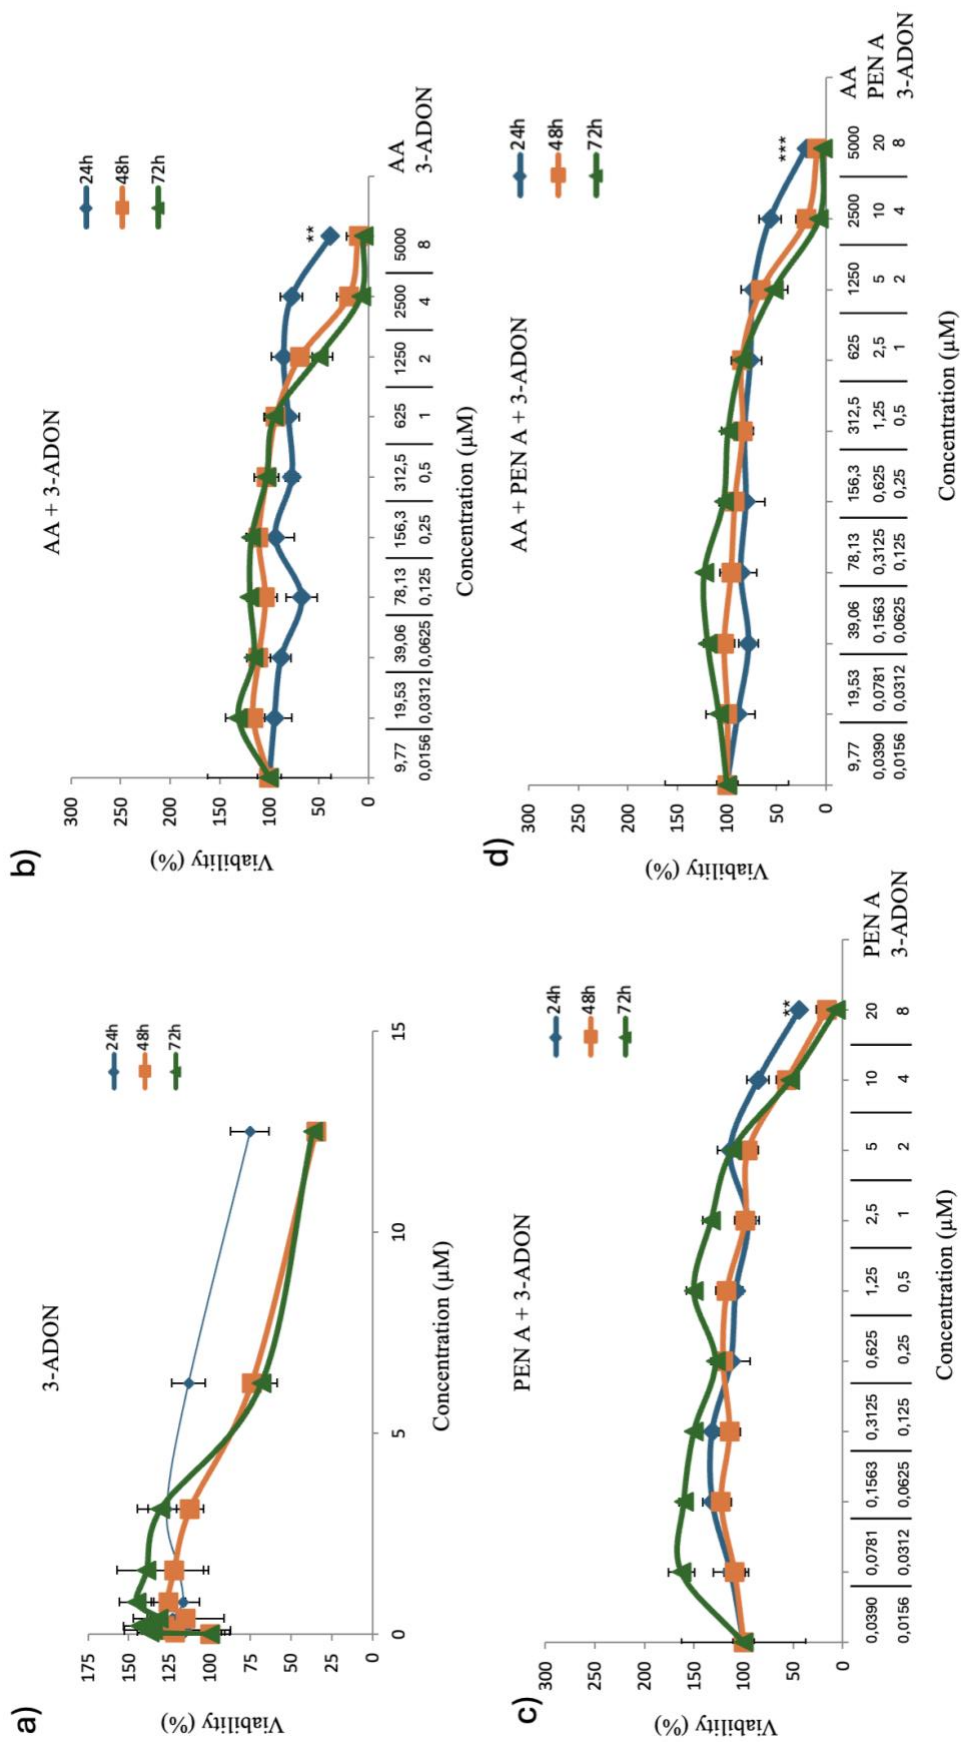 a)
3-ADON
24h
48h
72h
Viability (%)
175
150
125
100
75
50
25
0
0
5
10
15
Concentration (µM)
b)
AA + 3-ADON
24h
48h
72h
Viability (%)
300
250
200
150
100
50
0
**
9,77 19,53 39,06 78,13 156,3 312,5 625 1250 2500 5000 AA
0,0156 0,0312 0,0625 0,125 0,25 0,5 1 2 4 8 3-ADON
Concentration (µM)
c)
PEN A + 3-ADON
24h
48h
72h
Viability (%)
300
250
200
150
100
50
0
**
0,0390 0,0781 0,1563 0,3125 0,625 1,25 2,5 5 10 20 PEN A
0,0156 0,0312 0,0625 0,125 0,25 0,5 1 2 4 8 3-ADON
Concentration (µM)
d)
AA + PEN A + 3-ADON
24h
48h
72h
Viability (%)
300
250
200
150
100
50
0
***
9,77 19,53 39,06 78,13 156,3 312,5 625 1250 2500 5000 AA
0,0390 0,0781 0,1563 0,3125 0,625 1,25 2,5 5 10 20 PEN A
0,0156 0,0312 0,0625 0,125 0,25 0,5 1 2 4 8 3-ADON
Concentration (µM)